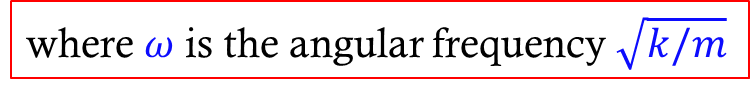 where ω is the angular frequency √k/m